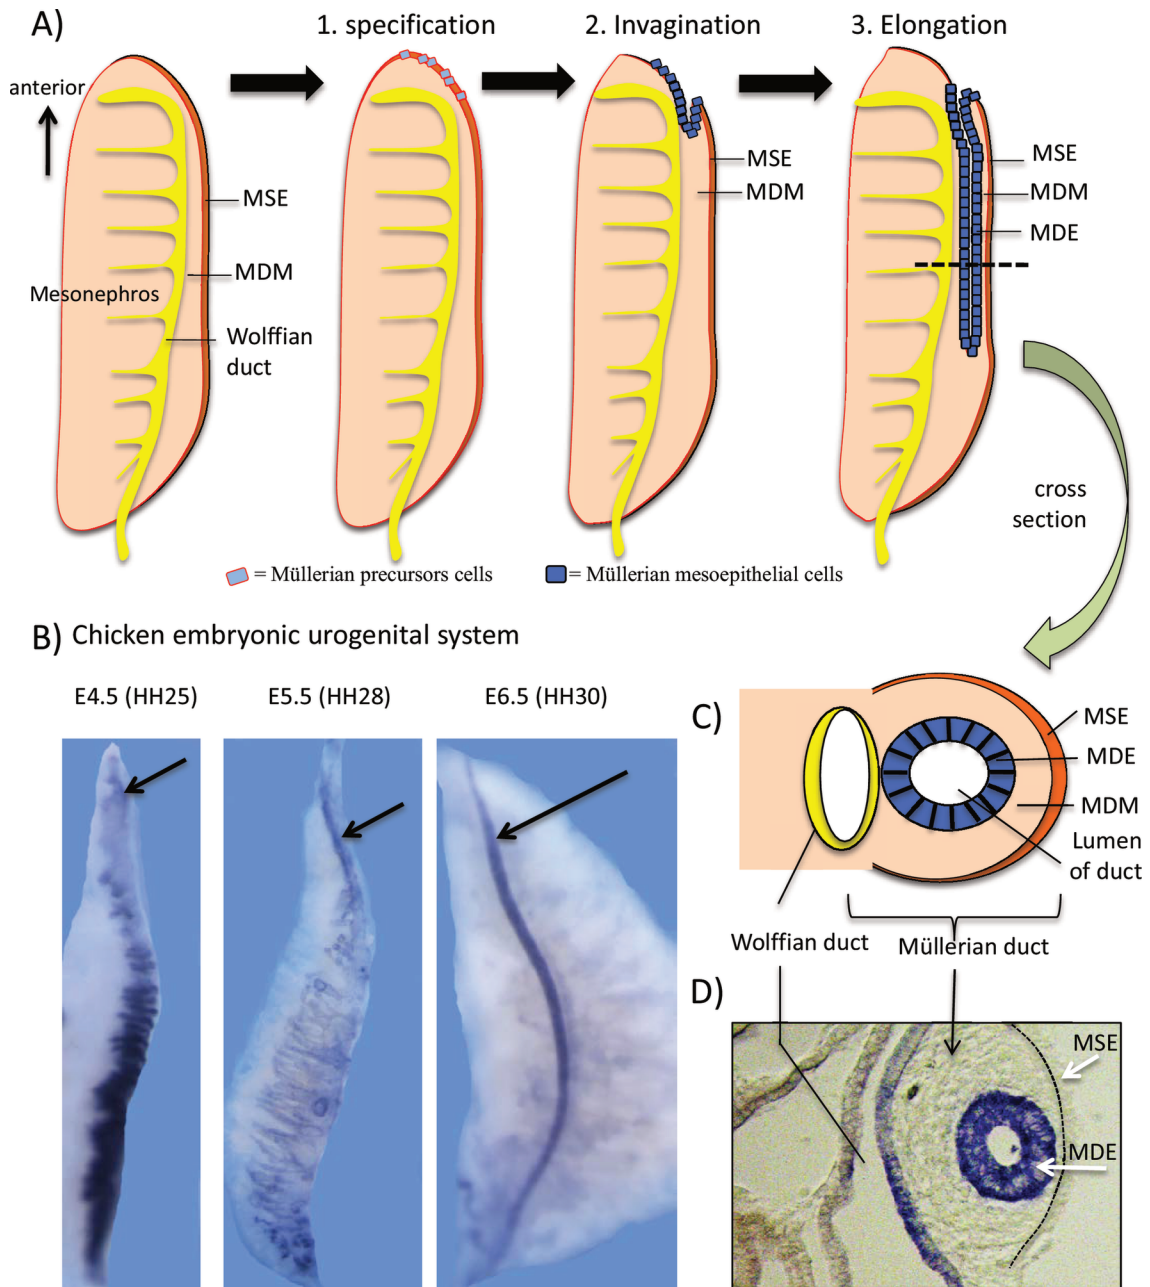 A)
1. specification
2. Invagination
3. Elongation
anterior
MSE
MDM
Mesonephros
Wolffian
duct
MSE
MDM
MSE
MDM
MDE
cross
section
= Müllerian precursors cells
= Müllerian mesoepithelial cells
B) Chicken embryonic urogenital system
E4.5 (HH25)
E5.5 (HH28)
E6.5 (HH30)
C)
MSE
MDE
MDM
Lumen
of duct
Wolffian duct
Müllerian duct
D)
MSE
MDE